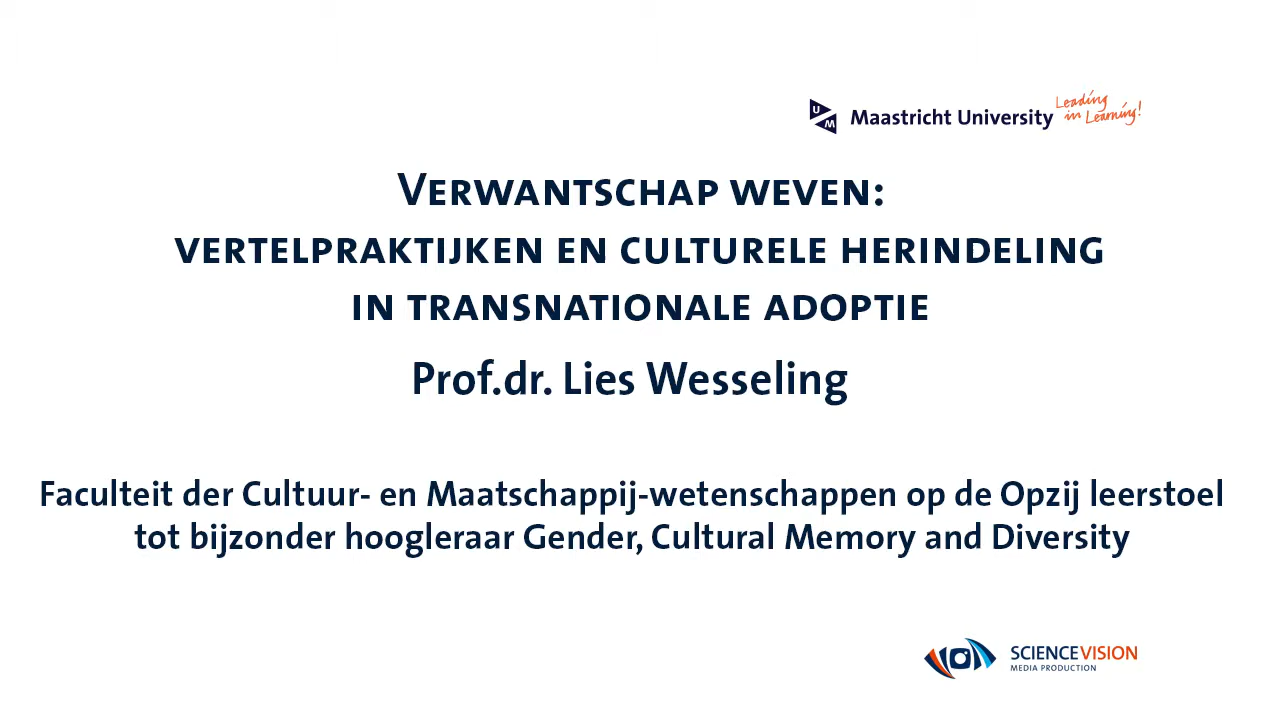 UM Maastricht University Leading
in Learning!
VERWANTSCHAP WEVEN:
VERTELPRAKTIJKEN EN CULTURELE HERINDELING
IN TRANSNATIONALE ADOPTIE
Prof.dr. Lies Wesseling
Faculteit der Cultuur- en Maatschappij-wetenschappen op de Opzij leerstoel
tot bijzonder hoogleraar Gender, Cultural Memory and Diversity
SCIENCEVISION
MEDIA PRODUCTION